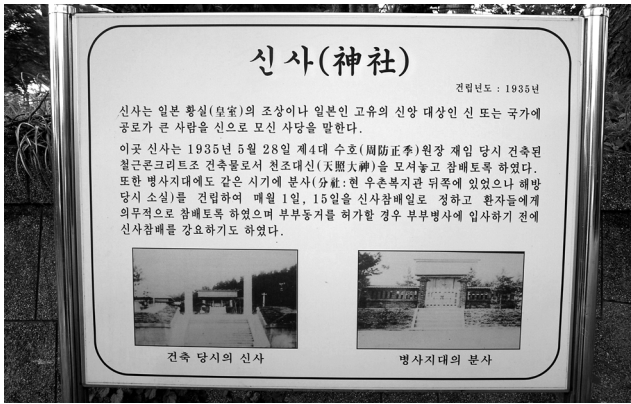 신사(神社)
건립년도 : 1935년
신사는 일본 황실(皇室)의 조상이나 일본인 고유의 신앙 대상인 신 또는 국가에
공로가 큰 사람을 신으로 모신 사당을 말한다.
이곳 신사는 1935년 5월 28일 제4대 수호(周防正季)원장 재임 당시 건축된
철근콘크리트조 건축물로서 천조대신(天照大神)을 모셔놓고 참배토록 하였다.
또한 병사지대에도 같은 시기에 분사(分社:현 우촌복지관 뒤쪽에 있었으나 해방
당시 소실)를 건립하여 매월 1일, 15일을 신사참배일로 정하고 환자들에게
의무적으로 참배토록 하였으며 부부동거를 허가할 경우 부부병사에 입사하기 전에
신사참배를 강요하기도 하였다.
건축 당시의 신사
병사지대의 분사